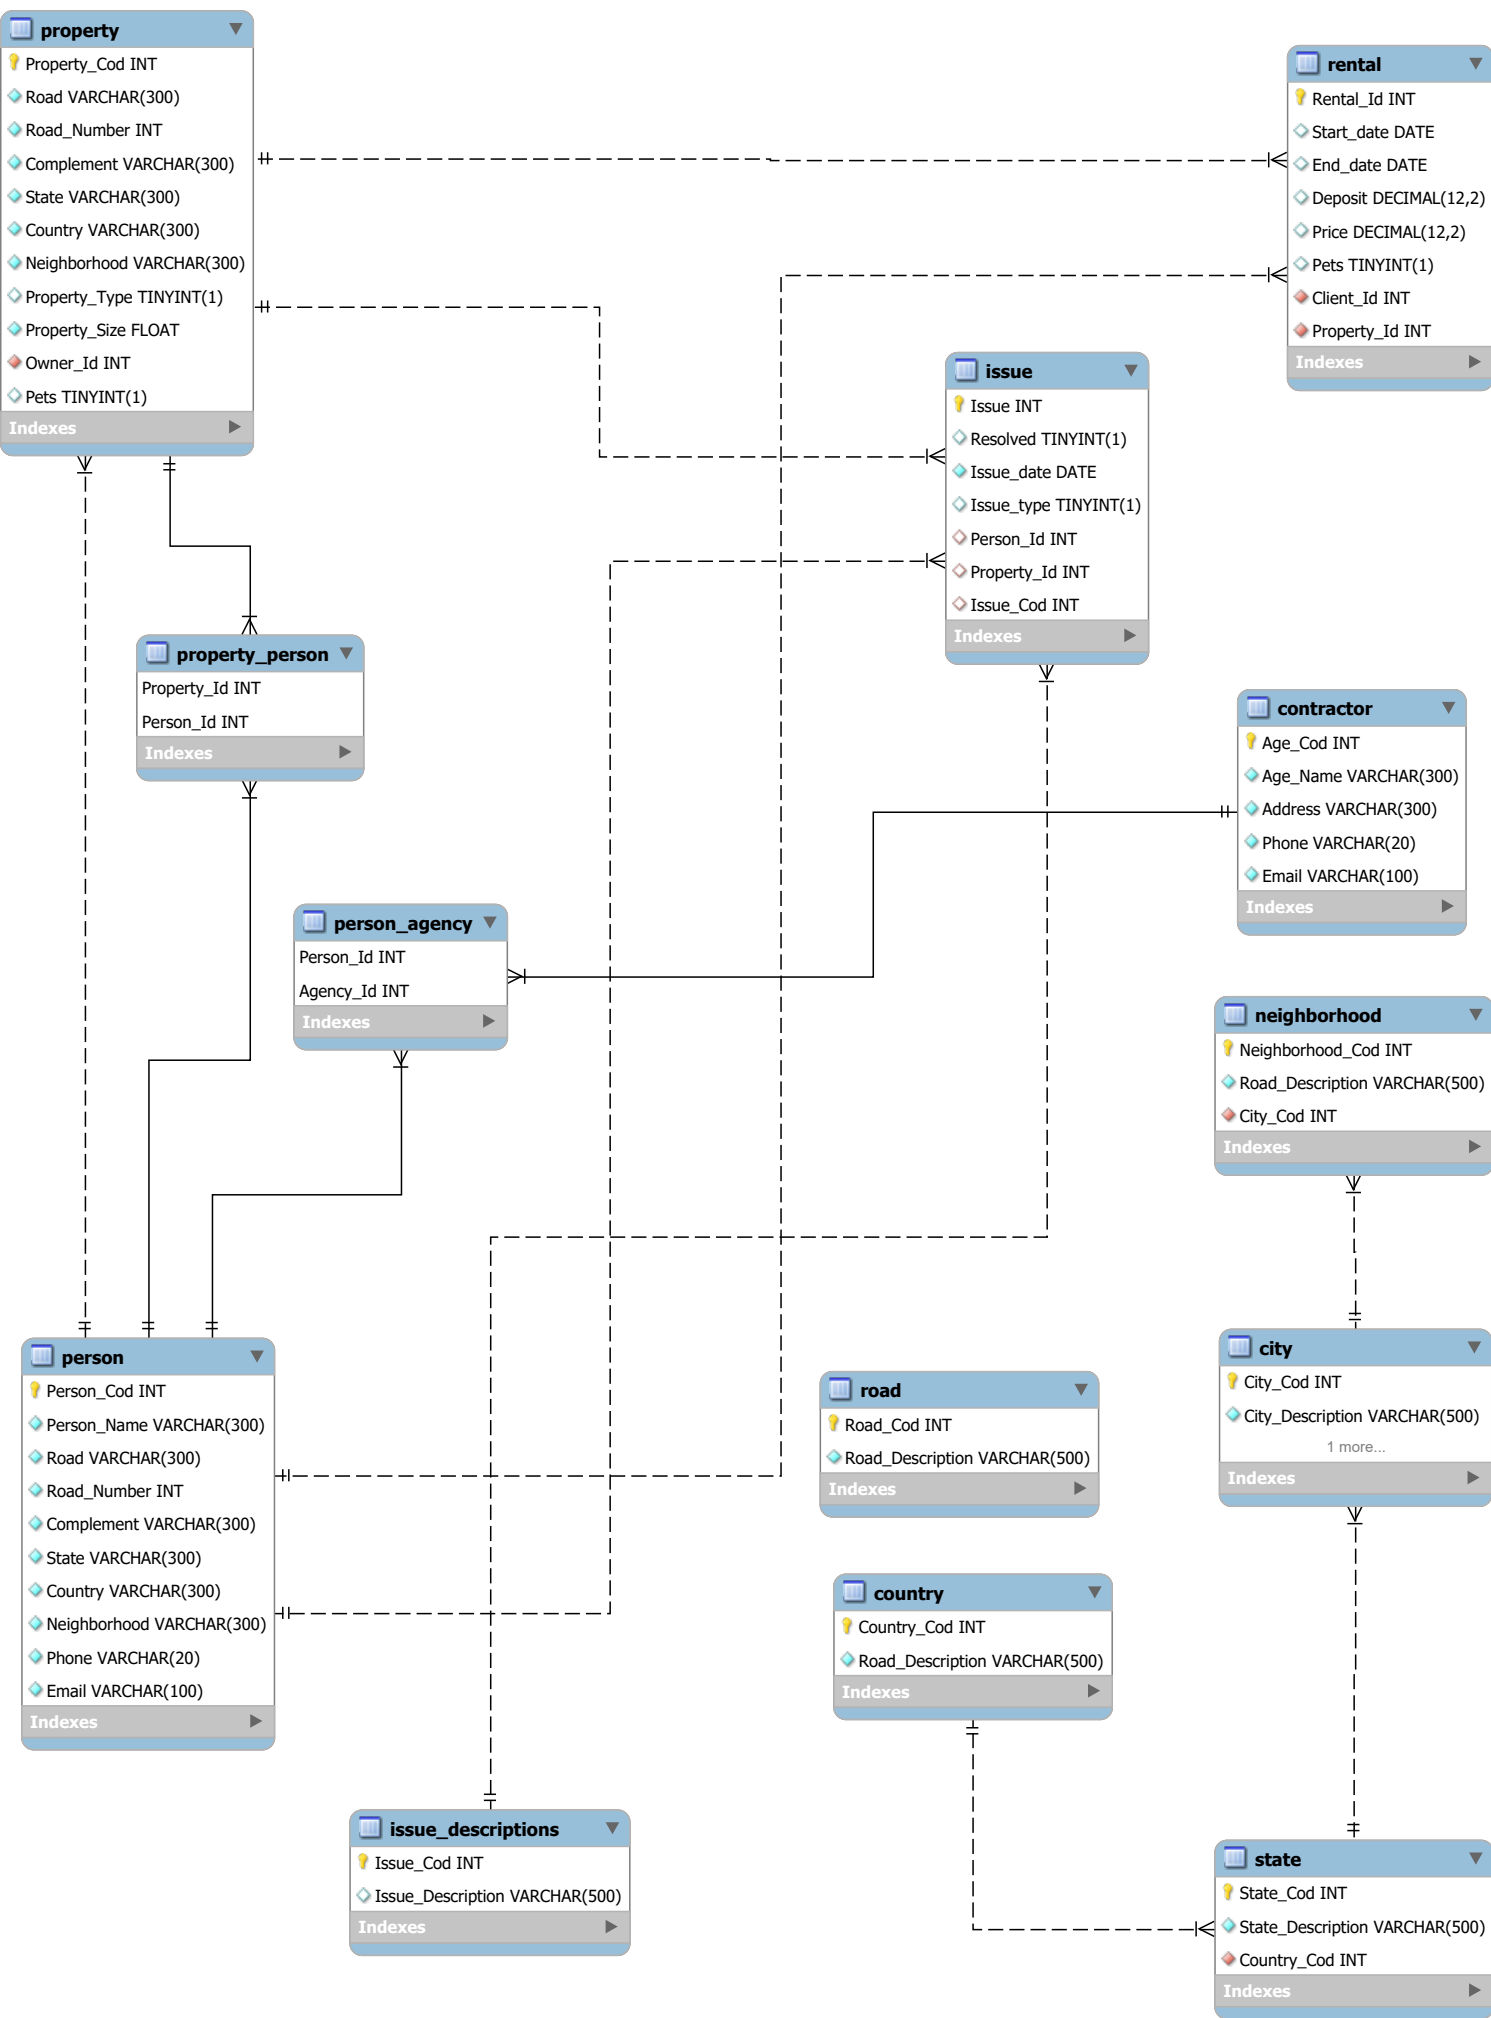 property
Property_Cod INT
Road VARCHAR(300)
Road_Number INT
Complement VARCHAR(300)
State VARCHAR(300)
Country VARCHAR(300)
Neighborhood VARCHAR(300)
Property_Type TINYINT(1)
Property_Size FLOAT
Owner_Id INT
Pets TINYINT(1)
Indexes
rental
Rental_Id INT
Start_date DATE
End_date DATE
Deposit DECIMAL(12,2)
Price DECIMAL(12,2)
Pets TINYINT(1)
Client_Id INT
Property_Id INT
Indexes
issue
Issue INT
Resolved TINYINT(1)
Issue_date DATE
Issue_type TINYINT(1)
Person_Id INT
Property_Id INT
Issue_Cod INT
Indexes
property_person
Property_Id INT
Person_Id INT
Indexes
contractor
Age_Cod INT
Age_Name VARCHAR(300)
Address VARCHAR(300)
Phone VARCHAR(20)
Email VARCHAR(100)
Indexes
person_agency
Person_Id INT
Agency_Id INT
Indexes
neighborhood
Neighborhood_Cod INT
Road_Description VARCHAR(500)
City_Cod INT
Indexes
person
Person_Cod INT
Person_Name VARCHAR(300)
Road VARCHAR(300)
Road_Number INT
Complement VARCHAR(300)
State VARCHAR(300)
Country VARCHAR(300)
Neighborhood VARCHAR(300)
Phone VARCHAR(20)
Email VARCHAR(100)
Indexes
road
Road_Cod INT
Road_Description VARCHAR(500)
Indexes
city
City_Cod INT
City_Description VARCHAR(500)
1 more...
Indexes
country
Country_Cod INT
Road_Description VARCHAR(500)
Indexes
issue_descriptions
Issue_Cod INT
Issue_Description VARCHAR(500)
Indexes
state
State_Cod INT
State_Description VARCHAR(500)
Country_Cod INT
Indexes